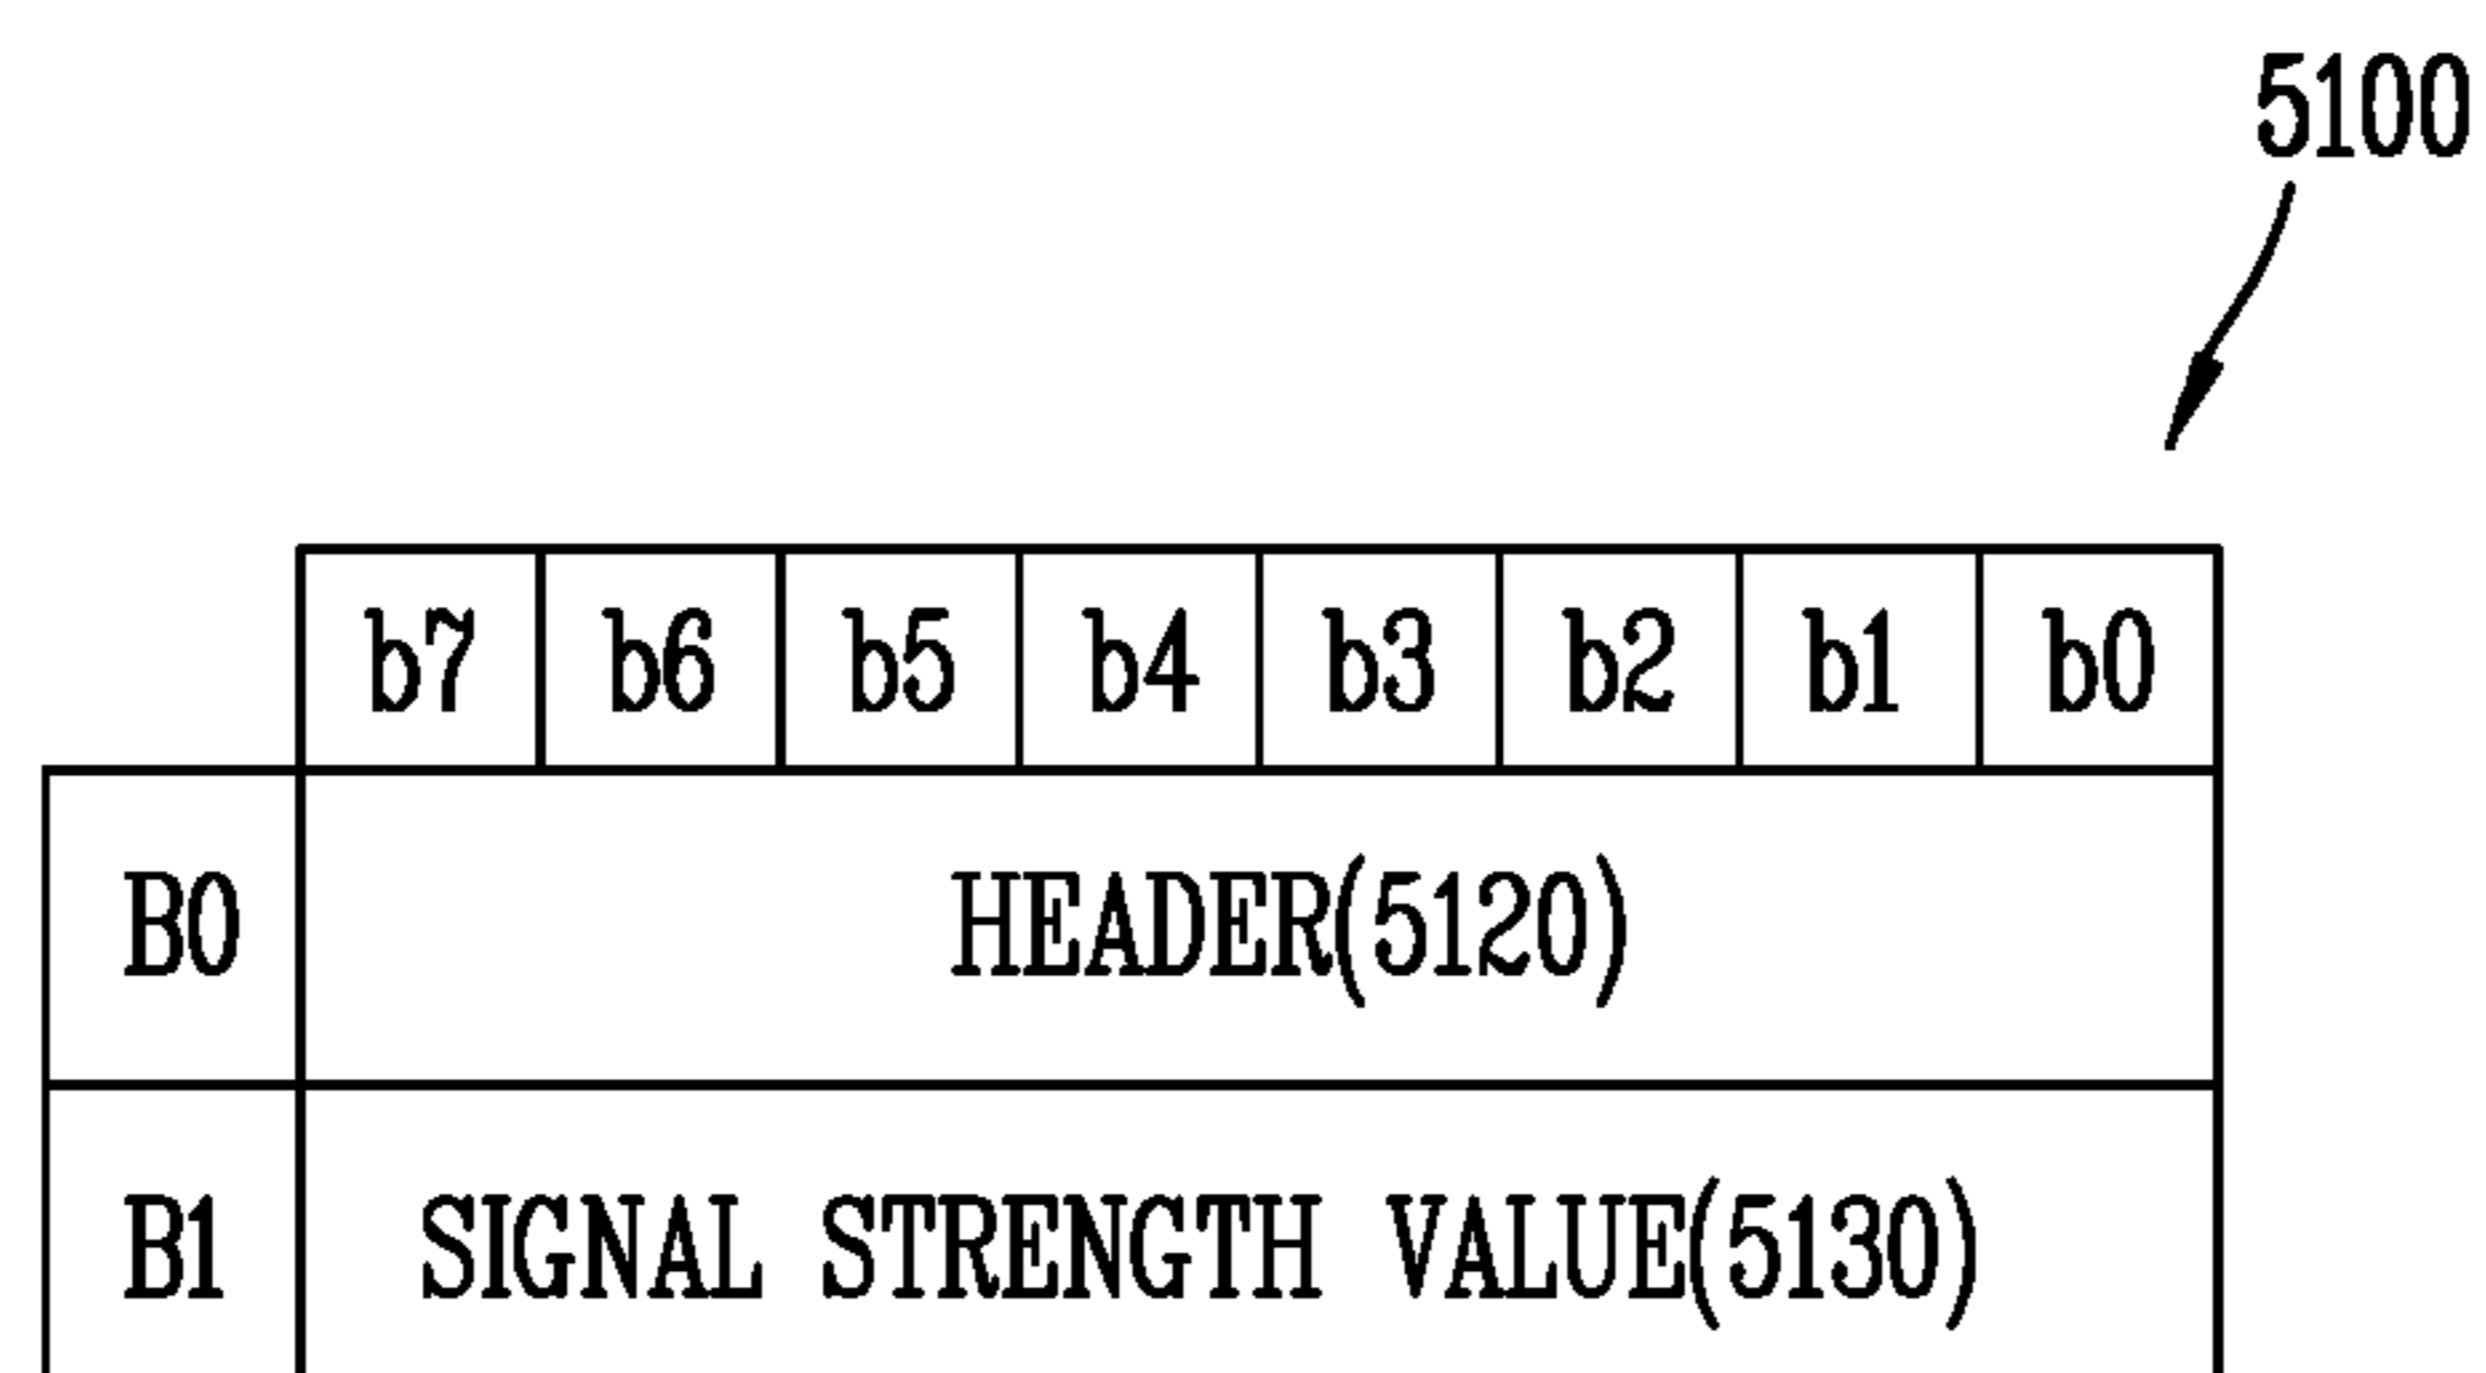 5100
b7 b6 b5 b4 b3 b2 b1 b0
B0 HEADER(5120)
B1 SIGNAL STRENGTH VALUE(5130)